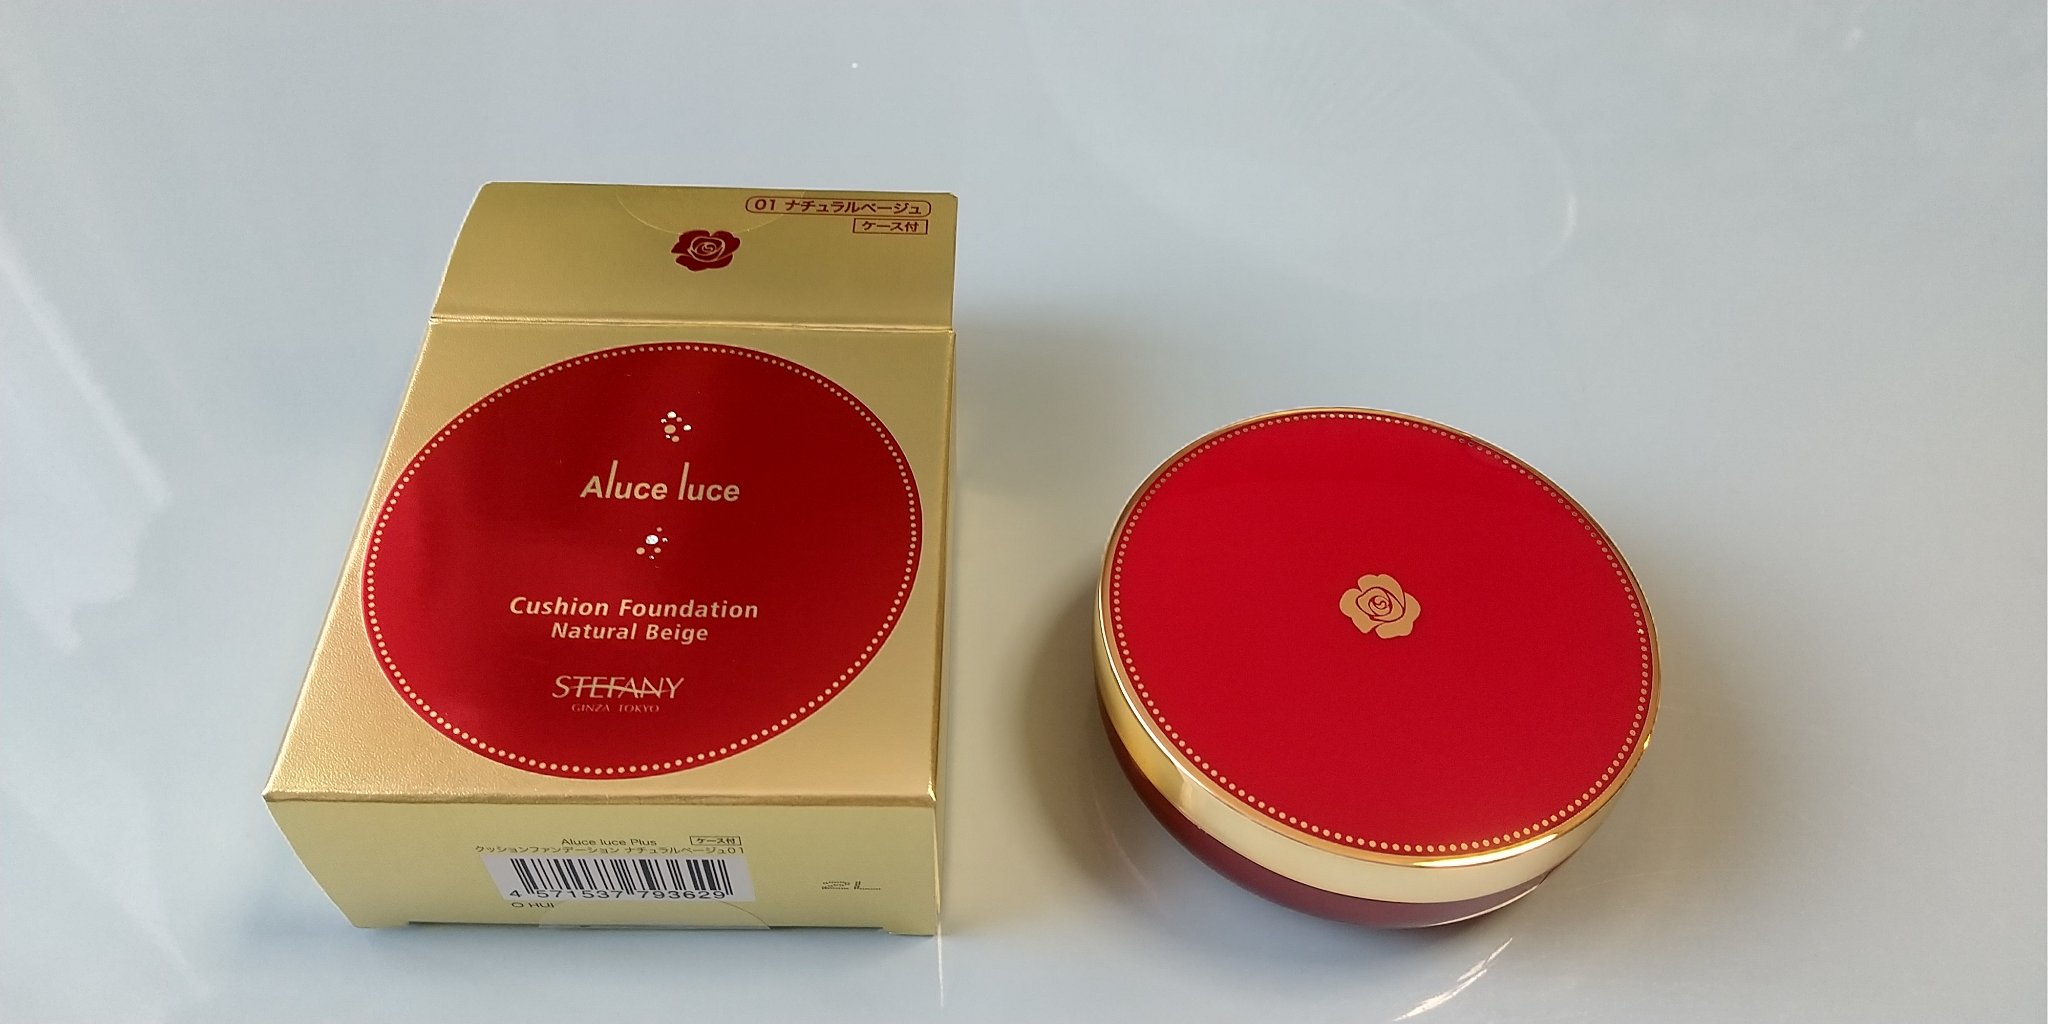 01 ナチュラルベージュ
ケース付
Aluce luce
Cushion Foundation
Natural Beige
STEFANY
GINZA TOKYO
Aluce luce Plus ケース付
クッションファンデーション ナチュラルベージュ01
4 571537 793629
O HUI